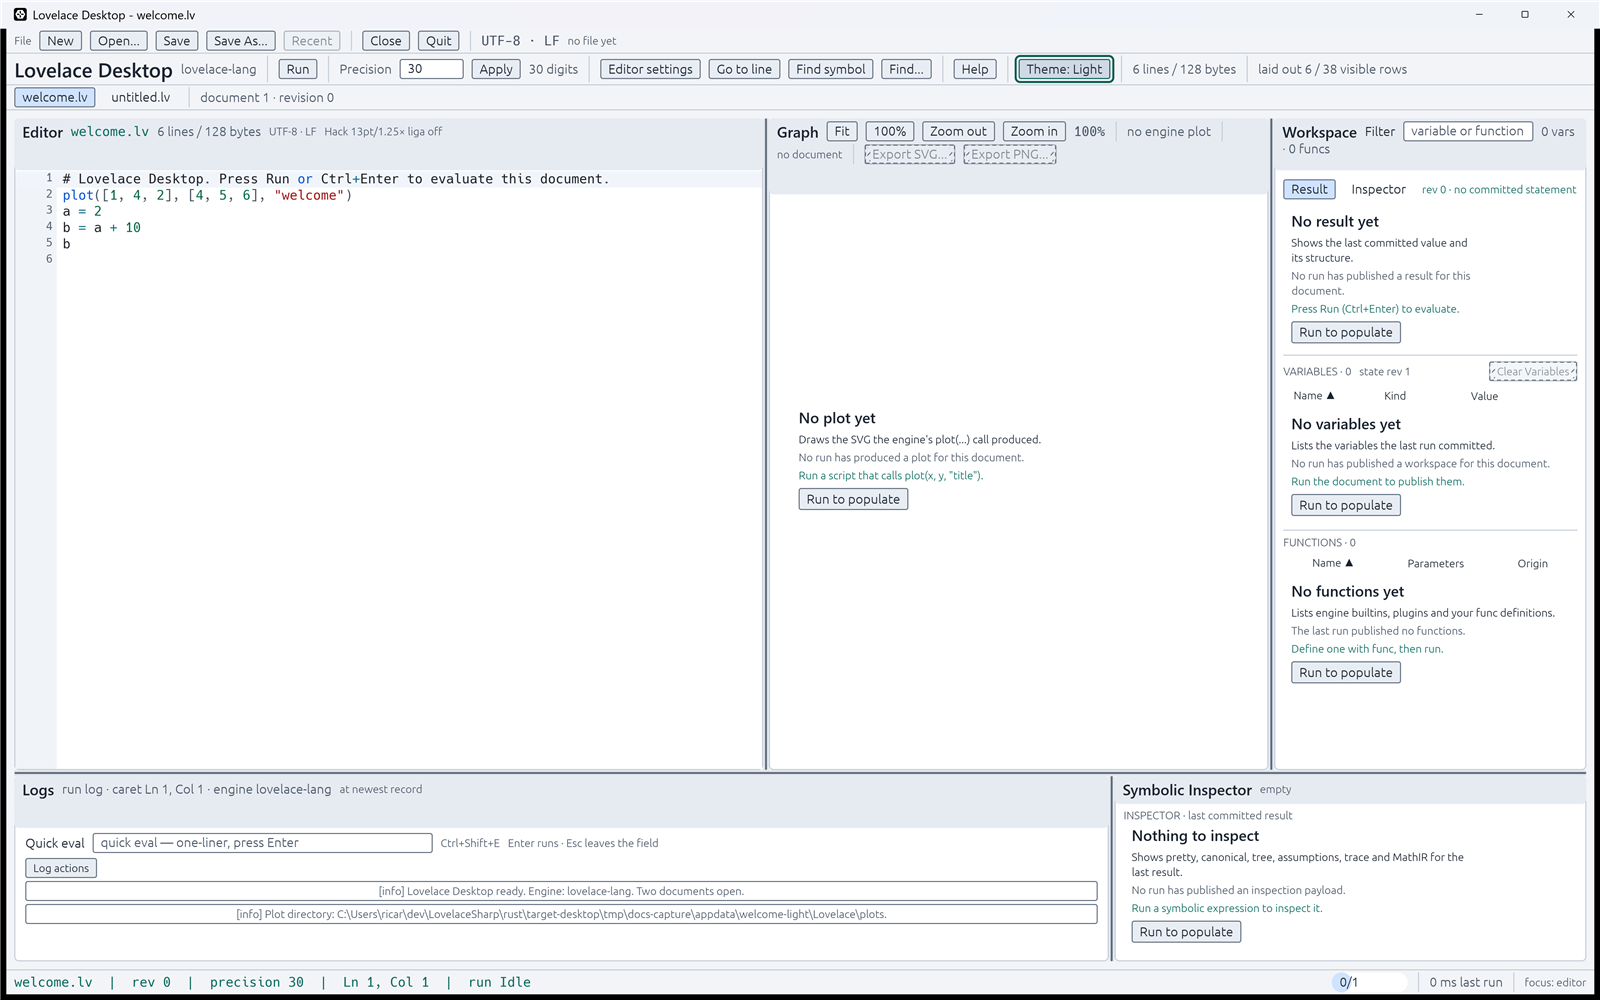 Lovelace Desktop - welcome.lv
File New Open... Save Save As... Recent Close Quit UTF-8 · LF no file yet
Lovelace Desktop lovelace-lang Run Precision 30 Apply 30 digits Editor settings Go to line Find symbol Find... Help Theme: Light 6 lines / 128 bytes laid out 6 / 38 visible rows
welcome.lv untitled.lv document 1 · revision 0
Editor welcome.lv 6 lines / 128 bytes UTF-8 · LF Hack 13pt/1.25× liga off
1 # Lovelace Desktop. Press Run or Ctrl+Enter to evaluate this document.
2 plot([1, 4, 2], [4, 5, 6], "welcome")
3 a = 2
4 b = a + 10
5 b
6
Graph Fit 100% Zoom out Zoom in 100% no engine plot
no document Export SVG... Export PNG...
No plot yet
Draws the SVG the engine's plot(...) call produced.
No run has produced a plot for this document.
Run a script that calls plot(x, y, "title").
Run to populate
Workspace Filter variable or function 0 vars
· 0 funcs
Result Inspector rev 0 · no committed statement
No result yet
Shows the last committed value and
its structure.
No run has published a result for this
document.
Press Run (Ctrl+Enter) to evaluate.
Run to populate
VARIABLES · 0 state rev 1 Clear Variables
Name ▲ Kind Value
No variables yet
Lists the variables the last run committed.
No run has published a workspace for this document.
Run the document to publish them.
Run to populate
FUNCTIONS · 0
Name ▲ Parameters Origin
No functions yet
Lists engine builtins, plugins and your func definitions.
The last run published no functions.
Define one with func, then run.
Run to populate
Logs run log · caret Ln 1, Col 1 · engine lovelace-lang at newest record
Quick eval quick eval — one-liner, press Enter Ctrl+Shift+E Enter runs · Esc leaves the field
Log actions
[info] Lovelace Desktop ready. Engine: lovelace-lang. Two documents open.
[info] Plot directory: C:\Users\ricar\dev\LovelaceSharp\rust\target-desktop\tmp\docs-capture\appdata\welcome-light\Lovelace\plots.
Symbolic Inspector empty
INSPECTOR · last committed result
Nothing to inspect
Shows pretty, canonical, tree, assumptions, trace and MathIR for the
last result.
No run has published an inspection payload.
Run a symbolic expression to inspect it.
Run to populate
welcome.lv | rev 0 | precision 30 | Ln 1, Col 1 | run Idle 0/1 0 ms last run focus: editor